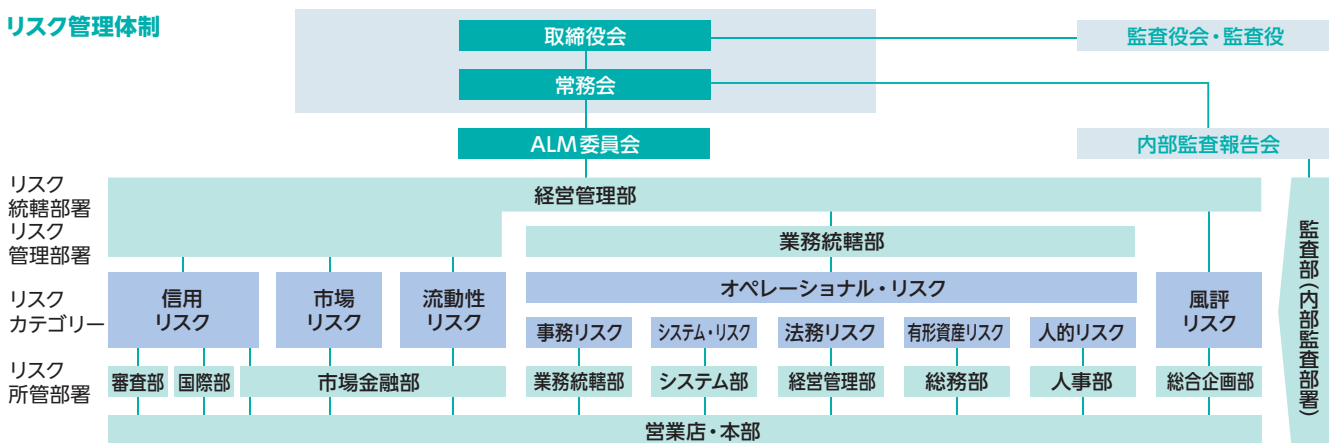 リスク管理体制
取締役会
監査役会・監査役
常務会
ALM委員会
内部監査報告会
リスク
統轄部署
経営管理部
リスク
管理部署
業務統轄部
監査部(内部監査部署)
リスク
カテゴリー
信用
リスク
市場
リスク
流動性
リスク
オペレーショナル・リスク
風評
リスク
事務リスク
システム・リスク
法務リスク
有形資産リスク
人的リスク
リスク
所管部署
審査部
国際部
市場金融部
業務統轄部
システム部
経営管理部
総務部
人事部
総合企画部
営業店・本部